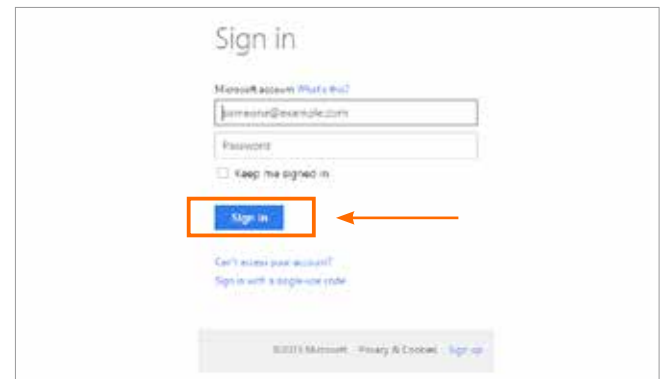 Sign in
Microsoft account What's this?
someone@example.com
Password
Keep me signed in
Sign in
Can't access your account?
Sign in with a single-use code
Microsoft Privacy & Cookies Sign up